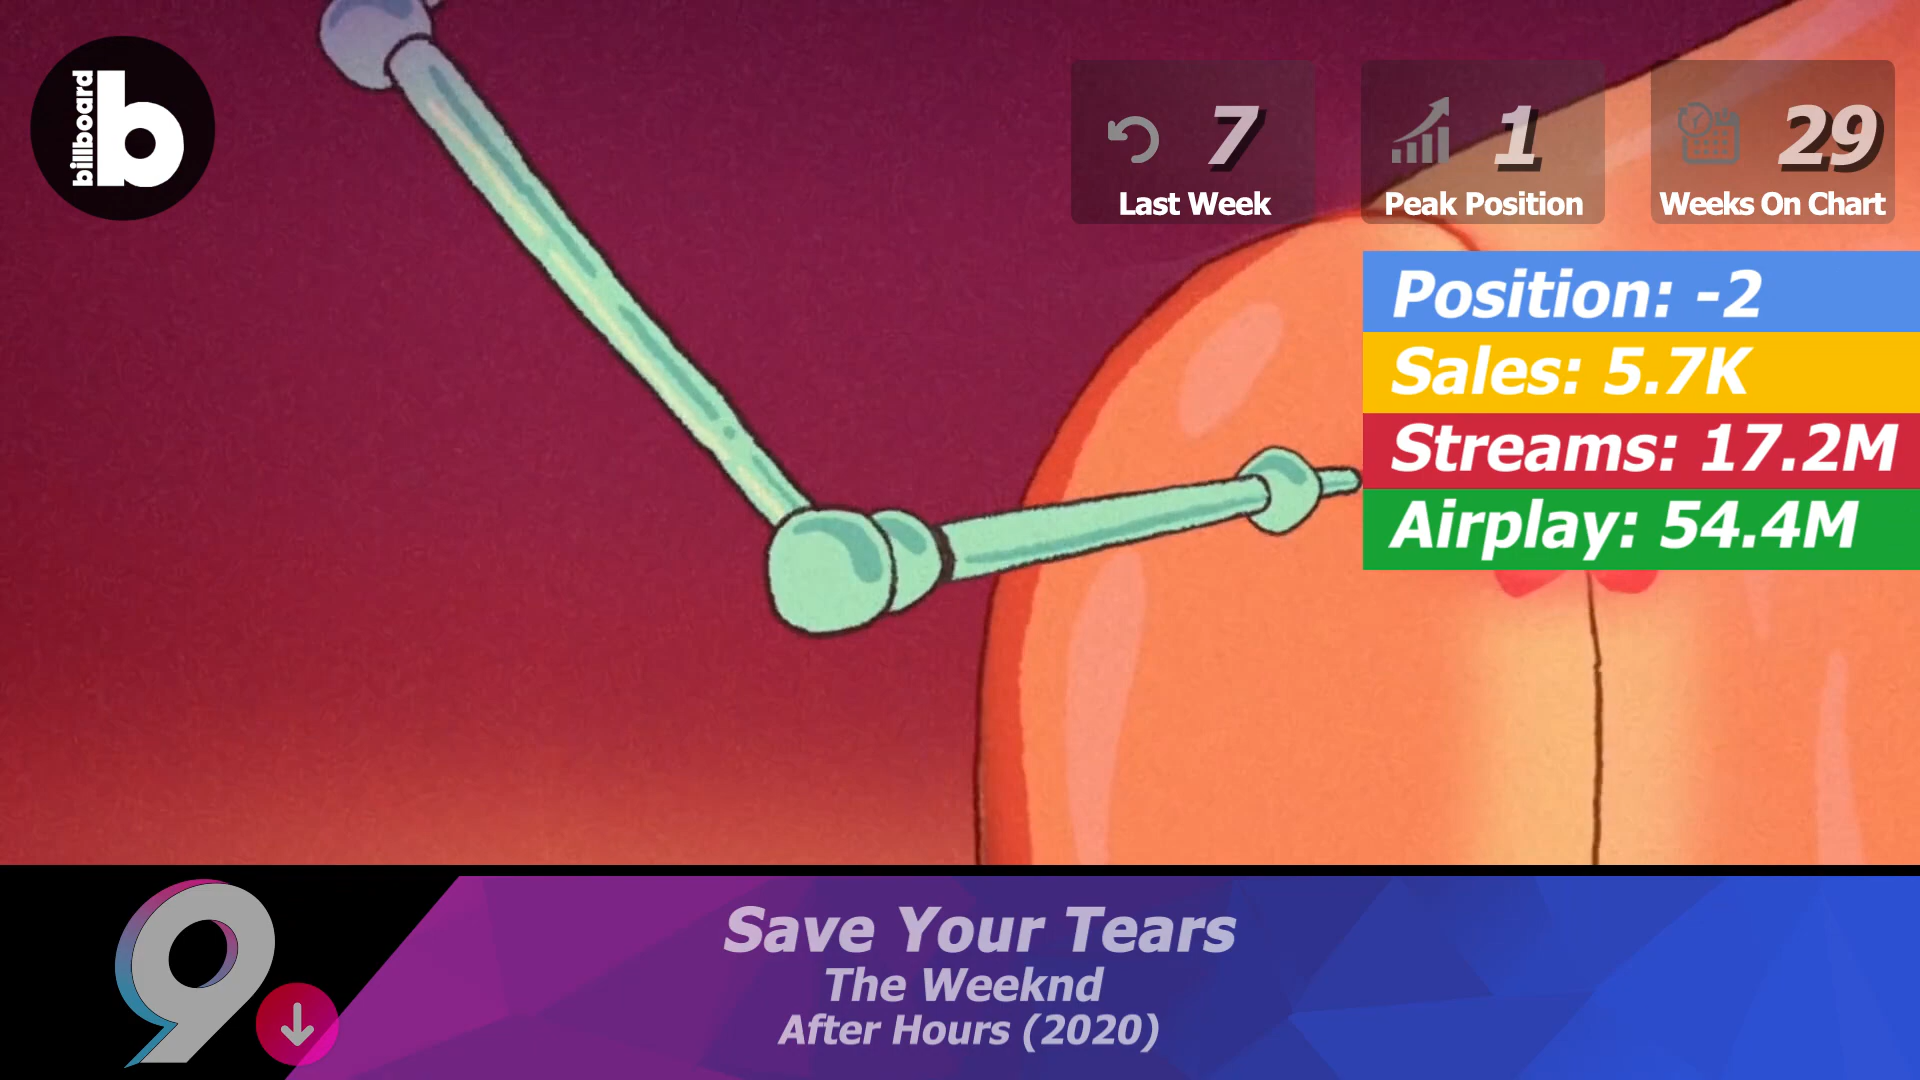 billboard
b
7
Last Week
1
Peak Position
29
Weeks On Chart
Position: -2
Sales: 5.7K
Streams: 17.2M
Airplay: 54.4M
9
Save Your Tears
The Weeknd
After Hours (2020)